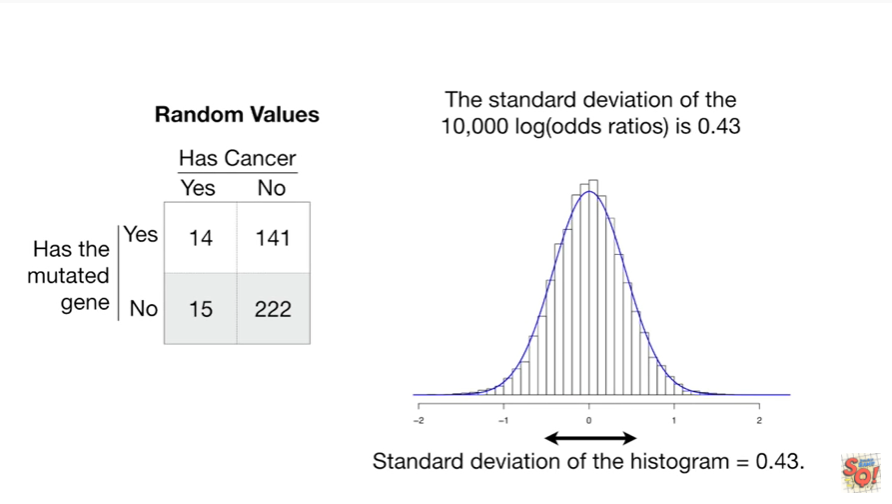 The standard deviation of the
10,000 log(odds ratios) is 0.43
Random Values
Has Cancer
Yes No
Has the
mutated
gene
Yes 14 141
No 15 222
-2 -1 0 1 2
Standard deviation of the histogram = 0.43.
SQ!